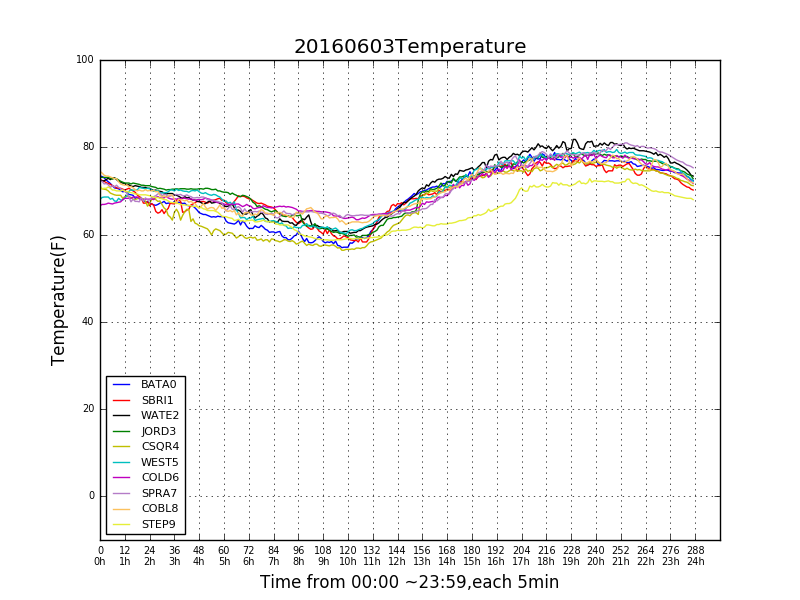 20160603Temperature
100
80
60
40
20
0
Temperature(F)
BATA0
SBRI1
WATE2
JORD3
CSQR4
WEST5
COLD6
SPRA7
COBL8
STEP9
0 12 24 36 48 60 72 84 96 108 120 132 144 156 168 180 192 204 216 228 240 252 264 276 288
0h 1h 2h 3h 4h 5h 6h 7h 8h 9h 10h 11h 12h 13h 14h 15h 16h 17h 18h 19h 20h 21h 22h 23h 24h
Time from 00:00 ~23:59,each 5min